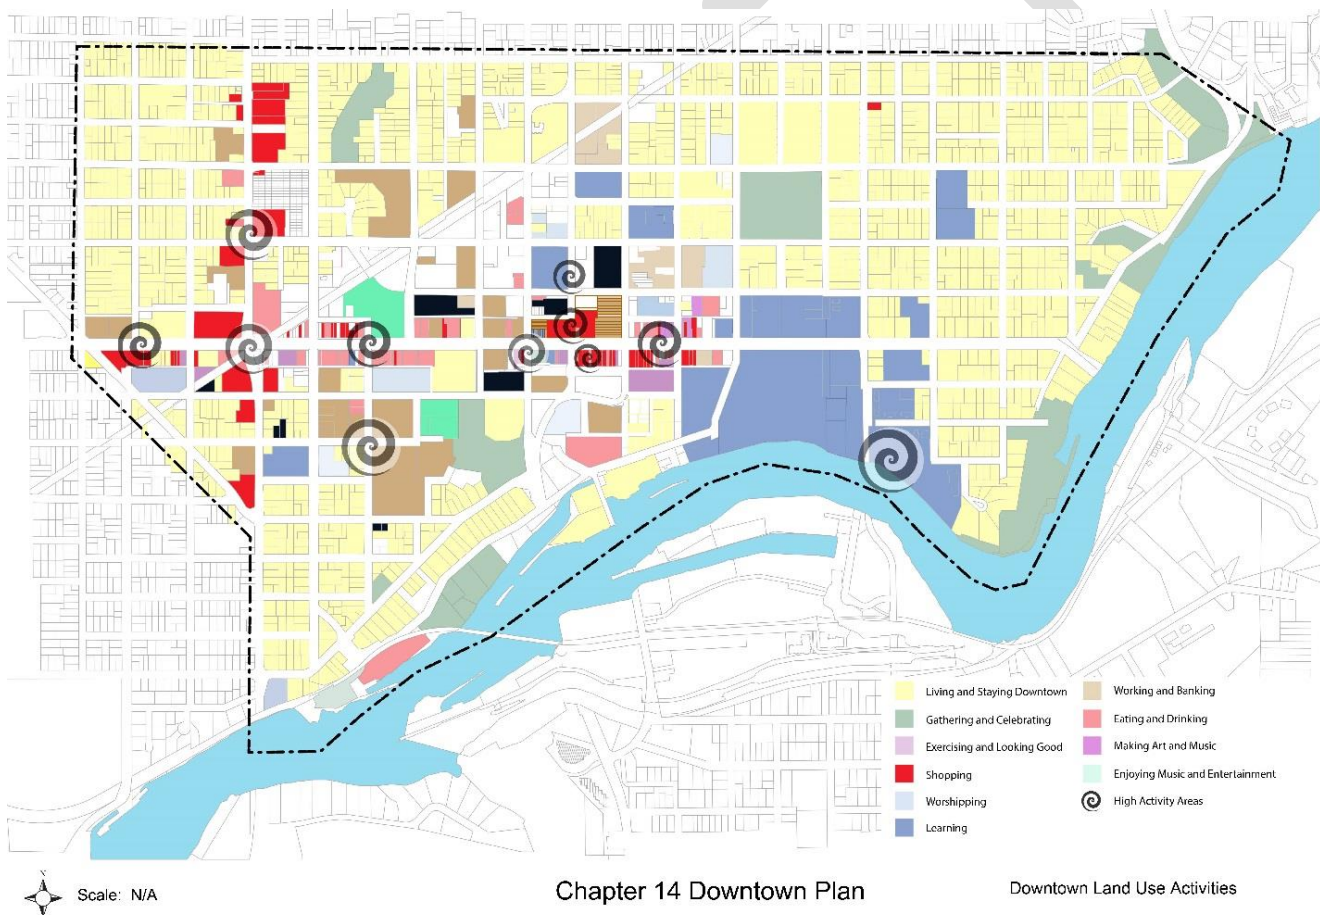 Living and Staying Downtown
Gathering and Celebrating
Exercising and Looking Good
Shopping
Worshipping
Learning
Working and Banking
Eating and Drinking
Making Art and Music
Enjoying Music and Entertainment
High Activity Areas
N
Scale: N/A
Chapter 14 Downtown Plan
Downtown Land Use Activities